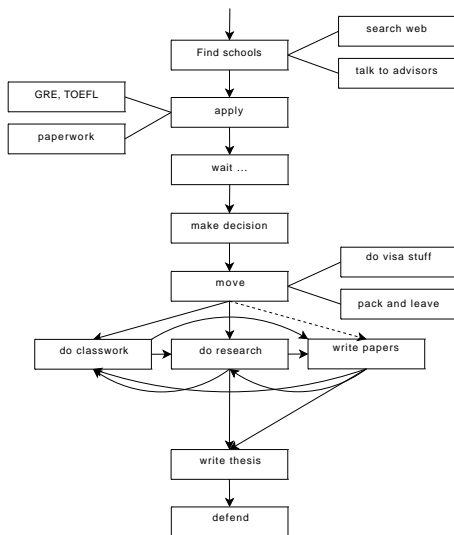 search web
Find schools
talk to advisors
GRE, TOEFL
apply
paperwork
wait ...
make decision
do visa stuff
move
pack and leave
do classwork
do research
write papers
write thesis
defend